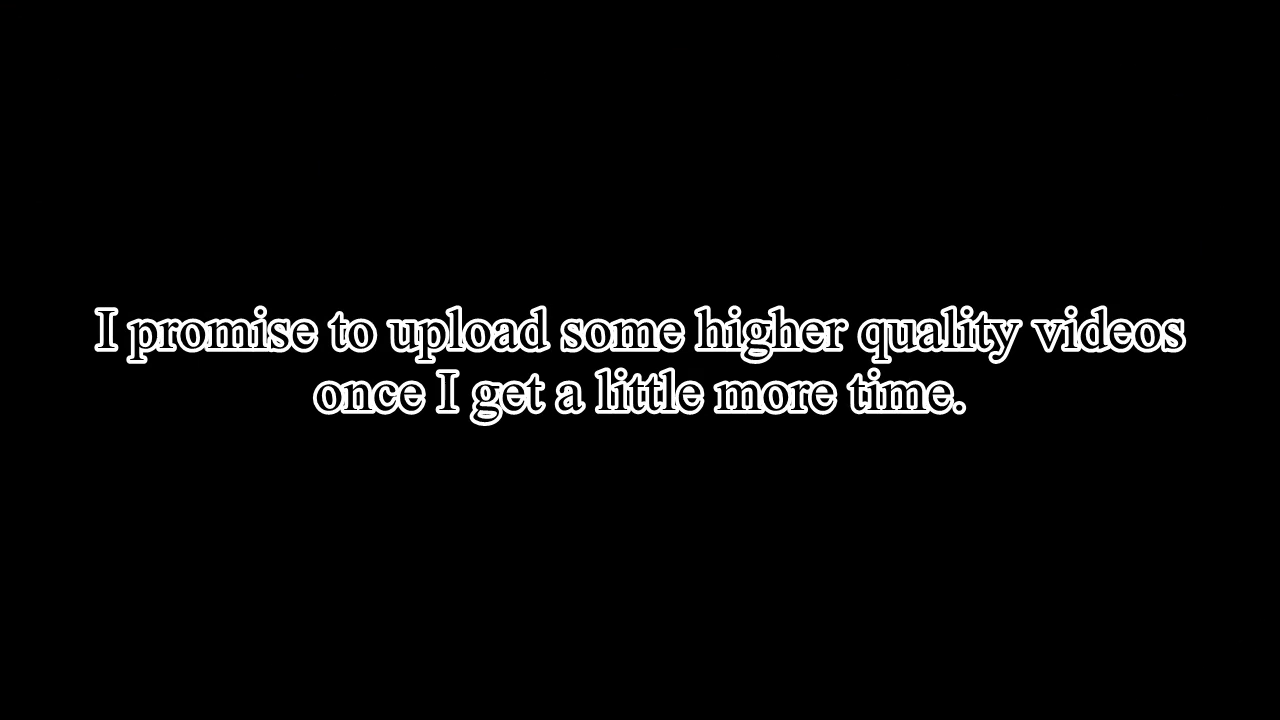 I promise to upload some higher quality videos
once I get a little more time.